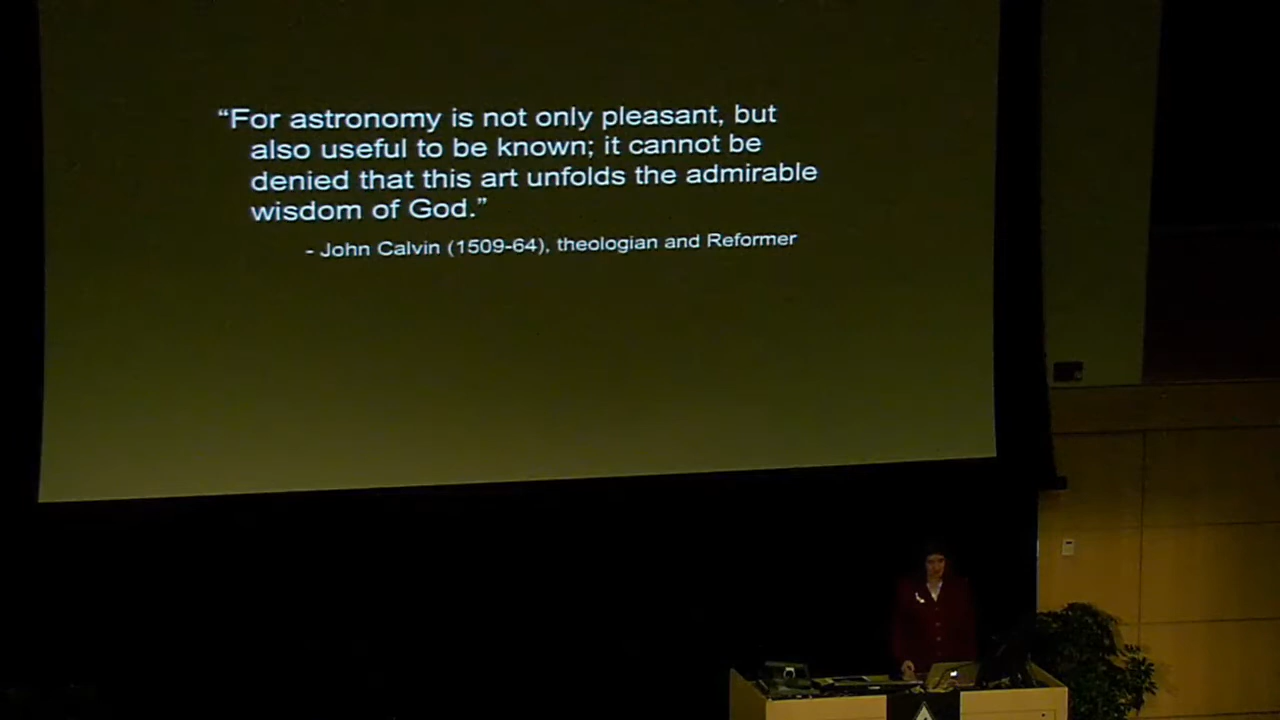 “For astronomy is not only pleasant, but
also useful to be known; it cannot be
denied that this art unfolds the admirable
wisdom of God.”
- John Calvin (1509-64), theologian and Reformer